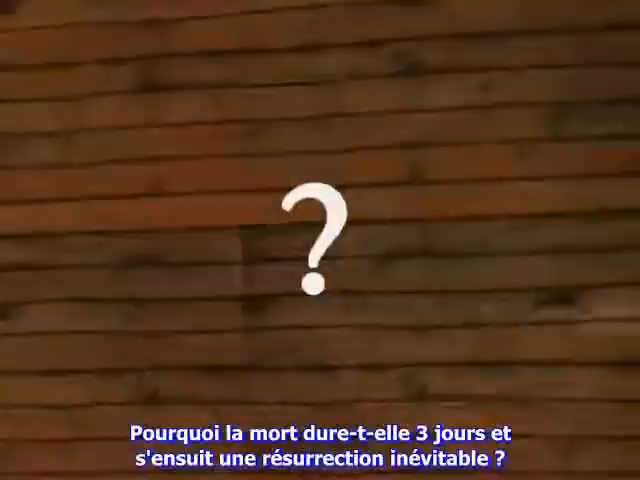 ?
Pourquoi la mort dure-t-elle 3 jours et
s'ensuit une résurrection inévitable ?